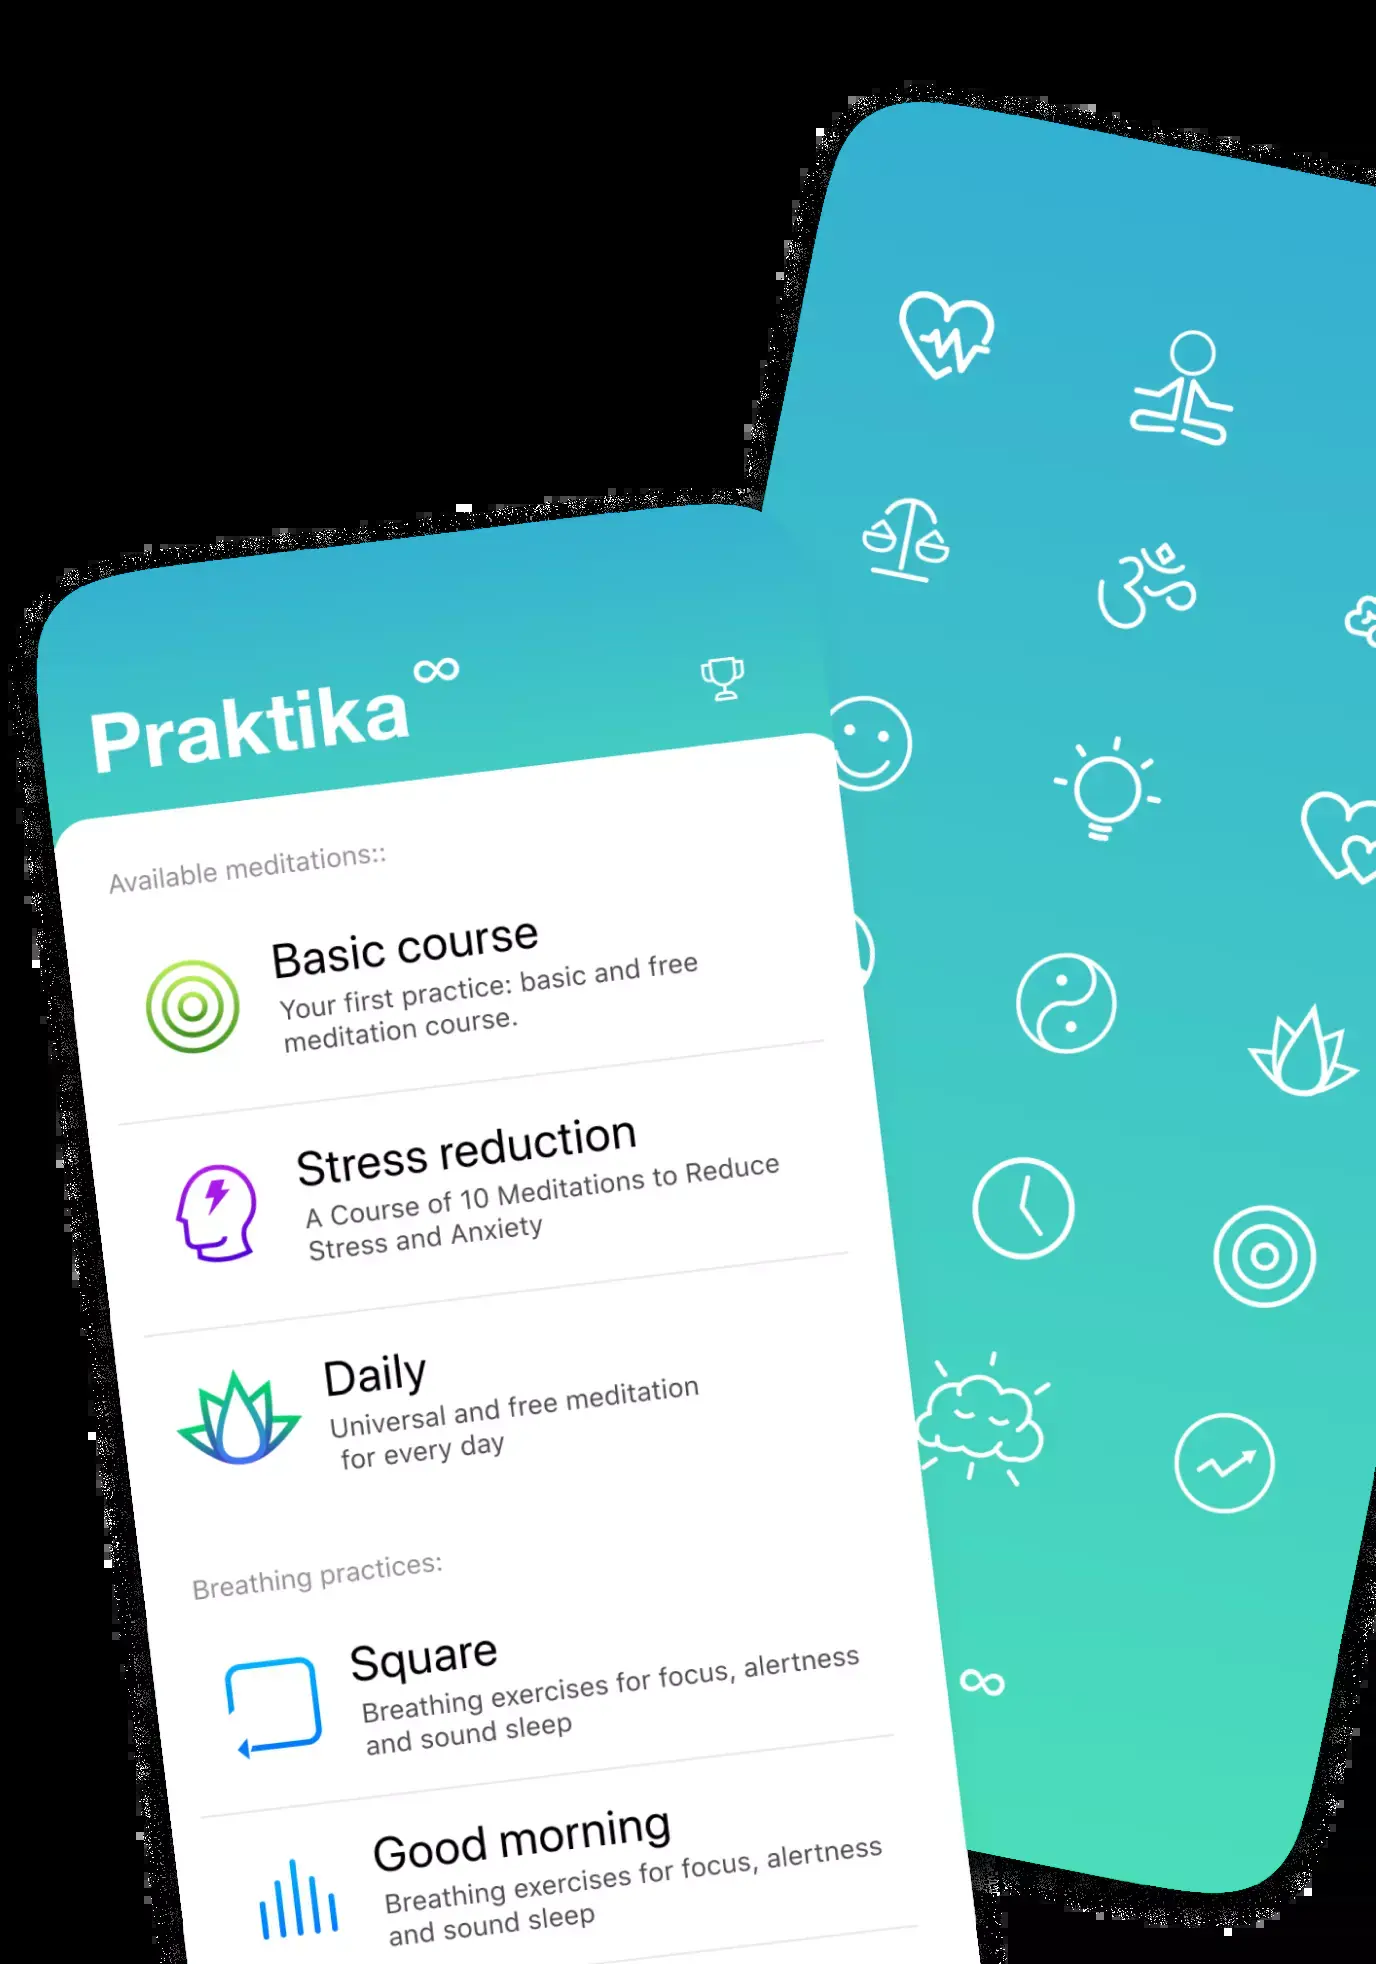 Praktika
Available meditations::
Basic course
Your first practice: basic and free
meditation course.
Stress reduction
A Course of 10 Meditations to Reduce
Stress and Anxiety
Daily
Universal and free meditation
for every day
Breathing practices:
Square
Breathing exercises for focus, alertness
and sound sleep
Good morning
Breathing exercises for focus, alertness
and sound sleep